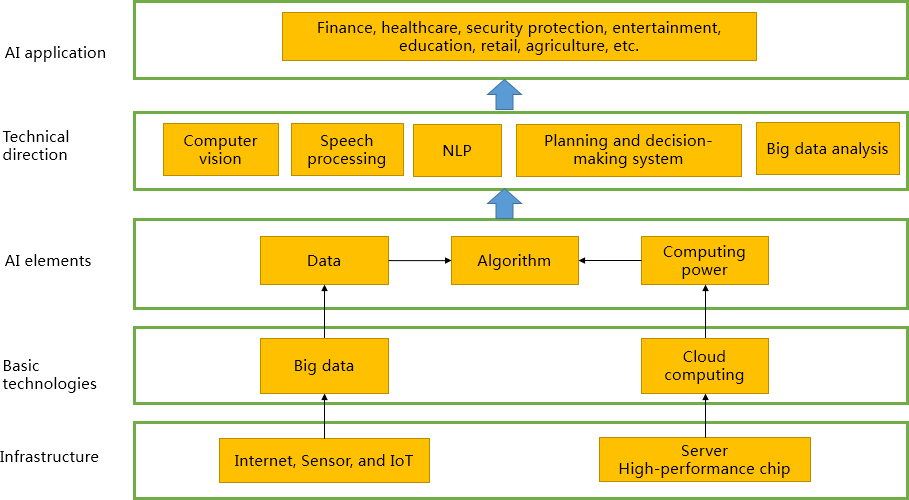 AI application
Finance, healthcare, security protection, entertainment,
education, retail, agriculture, etc.
Technical
direction
Computer
vision
Speech
processing
NLP
Planning and decision-
making system
Big data analysis
AI elements
Data
Algorithm
Computing
power
Basic
technologies
Big data
Cloud
computing
Infrastructure
Internet, Sensor, and IoT
Server
High-performance chip